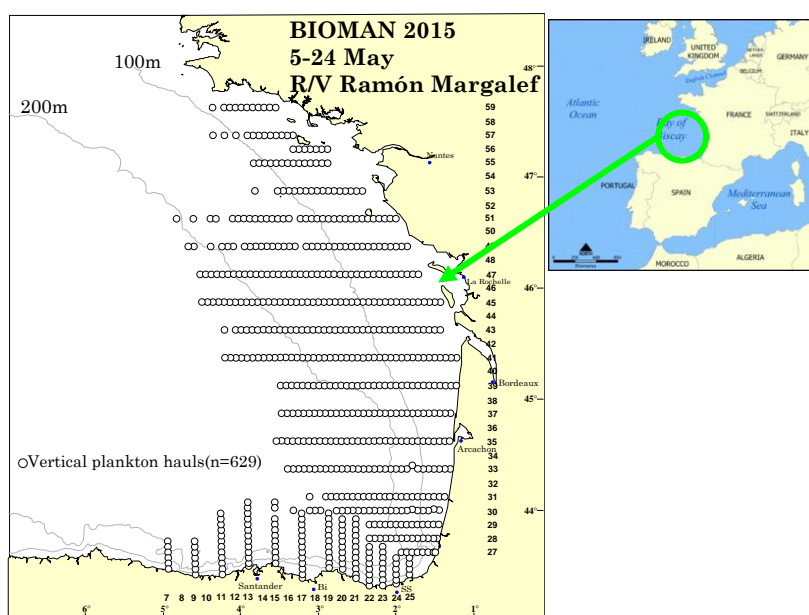 BIOMAN 2015
5-24 May
R/V Ramón Margalef
100m
200m
48°
47°
46°
45°
44°
59
58
57
56
55
54
53
52
51
50
49
48
47
46
45
44
43
42
41
40
39
38
37
36
35
34
33
32
31
30
29
28
27
Nantes
La Rochelle
Bordeaux
Arcachon
Vertical plankton hauls(n=629)
Santander
Bi
SS
7 8 9 10 11 12 13 14 15 16 17 18 19 20 21 22 23 24 25
6° 5° 4° 3° 2° 1°
IRELAND
UNITED
KINGDOM
GERMANY
BELGIUM
English Channel
Atlantic
Ocean
FRANCE
SWITZERLAND
Bay of
Biscay
ITALY
PORTUGAL
SPAIN
Mediterranean
Sea
NORTH
Kilometres
MOROCCO
ALGERIA